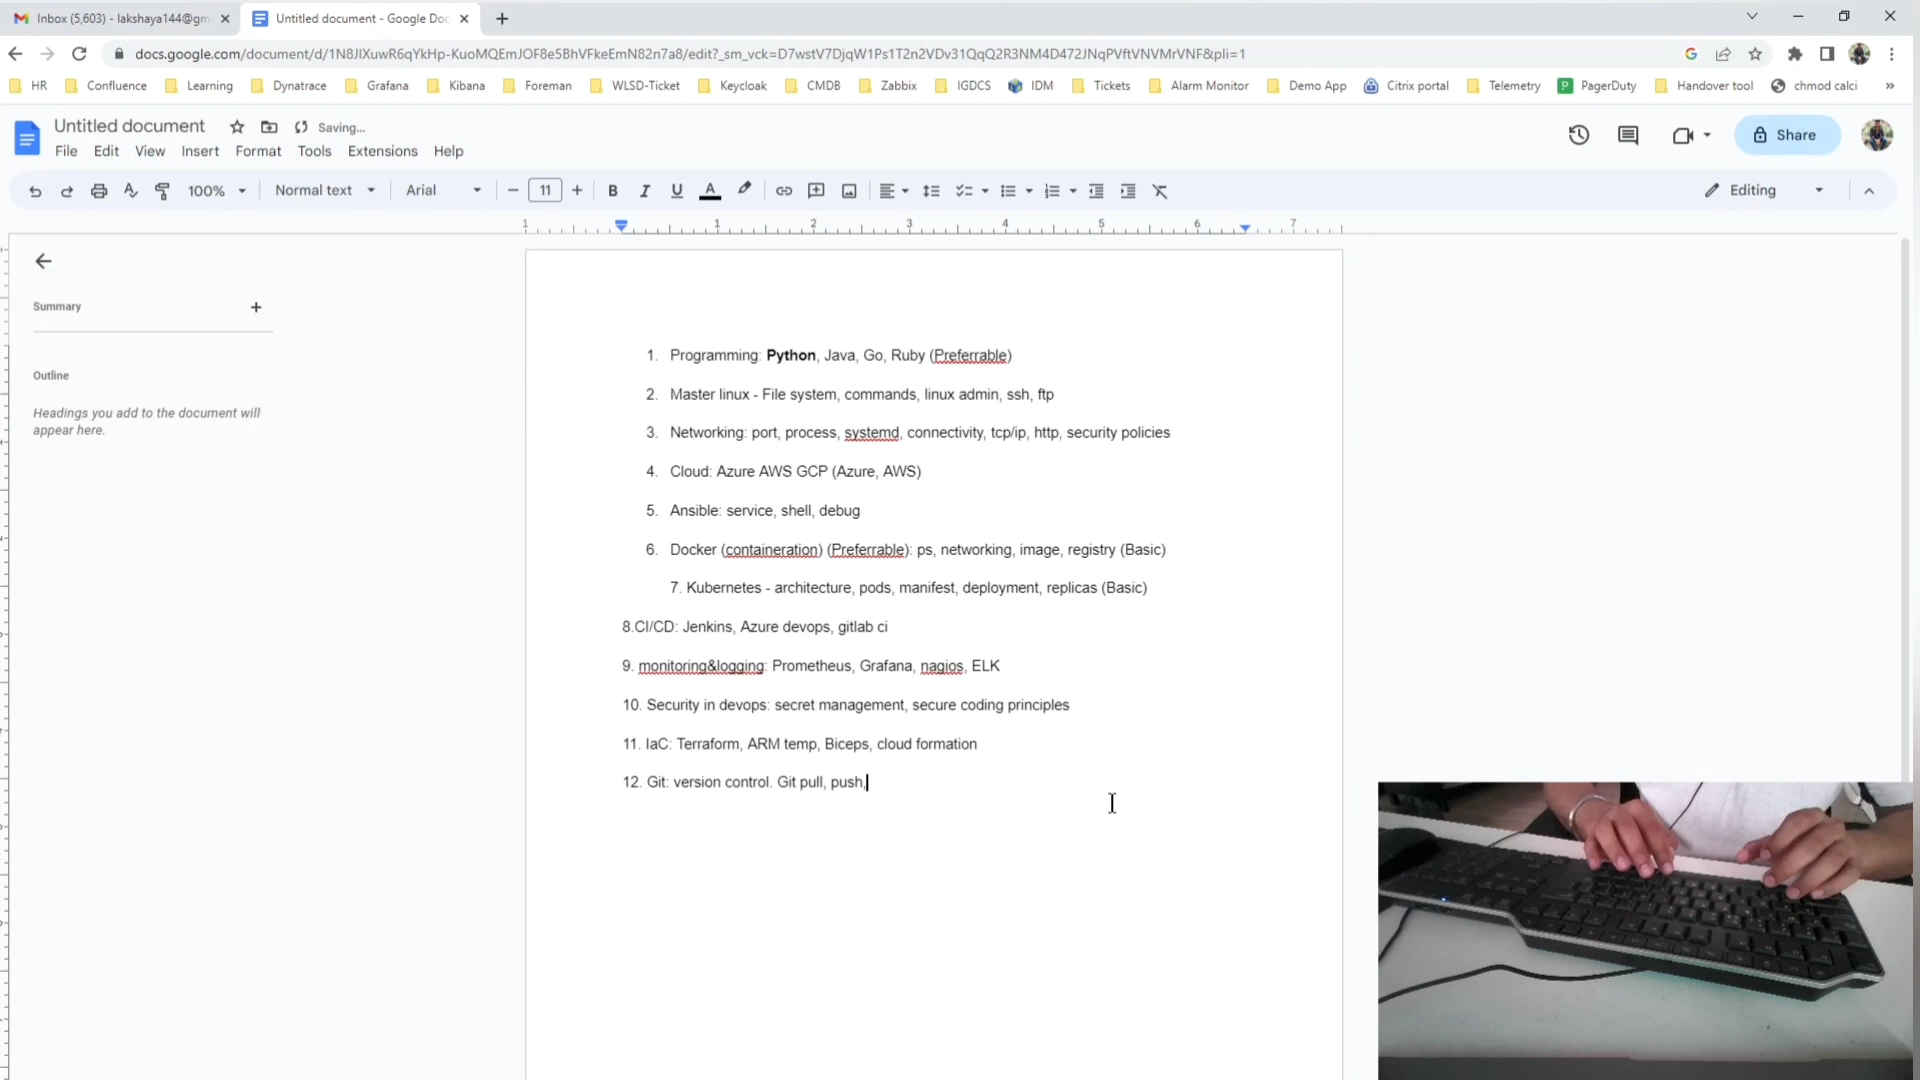 Inbox (5,603) - lakshaya144@gm
Untitled document - Google Doc
docs.google.com/document/d/1N8JIXuwR6qYkHp-KuoMQEmJOF8e5BhVFkeEmN82n7a8/edit?_sm_vck=D7wstV7DjqW1Ps1T2n2VDv31QqQ2R3NM4D472JNqPVftVNVMrVNF&pli=1
HR Confluence Learning Dynatrace Grafana Kibana Foreman WLSD-Ticket Keycloak CMDB Zabbix IGDCS IDM Tickets Alarm Monitor Demo App Citrix portal Telemetry PagerDuty Handover tool chmod calci »
Untitled document Saving...
File Edit View Insert Format Tools Extensions Help
Share
100% Normal text Arial 11 B I U A Editing
1 1 2 3 4 5 6 7
Summary
Outline
Headings you add to the document will
appear here.
1. Programming: Python, Java, Go, Ruby (Preferrable)
2. Master linux - File system, commands, linux admin, ssh, ftp
3. Networking: port, process, systemd, connectivity, tcp/ip, http, security policies
4. Cloud: Azure AWS GCP (Azure, AWS)
5. Ansible: service, shell, debug
6. Docker (containeration) (Preferrable): ps, networking, image, registry (Basic)
7. Kubernetes - architecture, pods, manifest, deployment, replicas (Basic)
8.CI/CD: Jenkins, Azure devops, gitlab ci
9. monitoring&logging: Prometheus, Grafana, nagios, ELK
10. Security in devops: secret management, secure coding principles
11. IaC: Terraform, ARM temp, Biceps, cloud formation
12. Git: version control. Git pull, push,